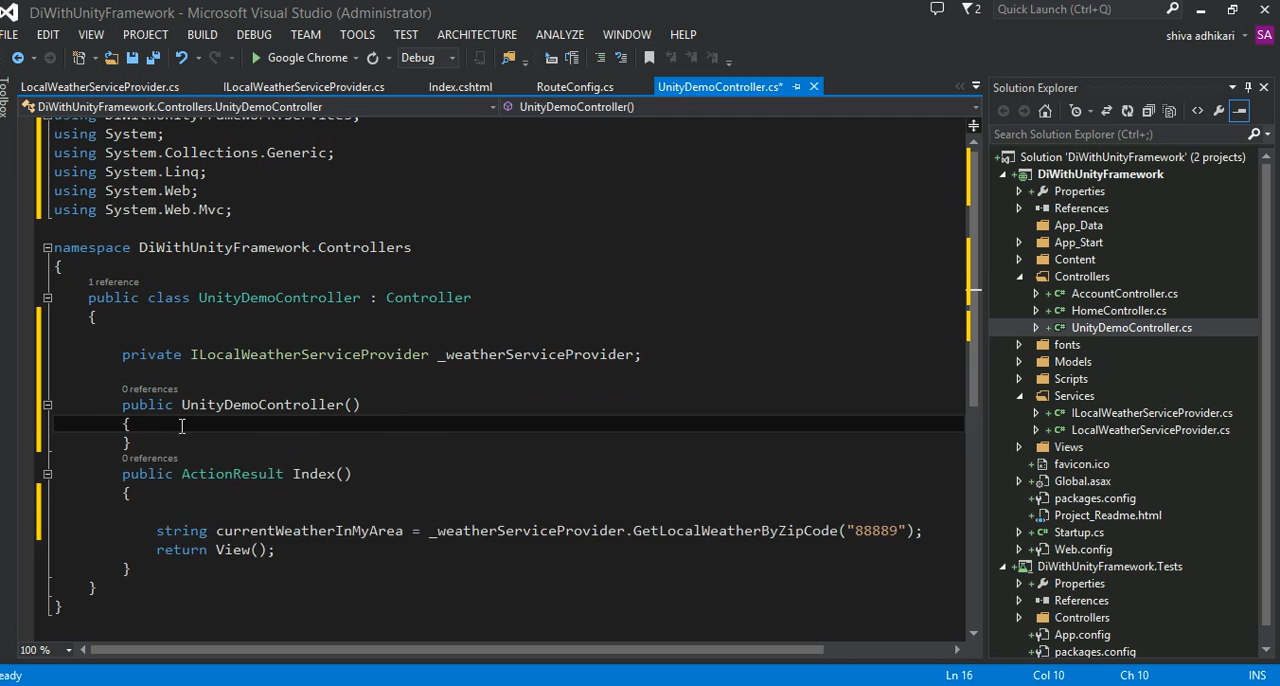 DiWithUnityFramework - Microsoft Visual Studio (Administrator)
2
Quick Launch (Ctrl+Q)
FILE EDIT VIEW PROJECT BUILD DEBUG TEAM TOOLS TEST ARCHITECTURE ANALYZE WINDOW HELP
shiva adhikari SA
Google Chrome Debug
Toolbox
LocalWeatherServiceProvider.cs ILocalWeatherServiceProvider.cs Index.cshtml RouteConfig.cs UnityDemoController.cs*
DiWithUnityFramework.Controllers.UnityDemoController UnityDemoController()
using DiWithUnityFramework.Services;
using System;
using System.Collections.Generic;
using System.Linq;
using System.Web;
using System.Web.Mvc;
namespace DiWithUnityFramework.Controllers
{
1 reference
public class UnityDemoController : Controller
{
private ILocalWeatherServiceProvider _weatherServiceProvider;
0 references
public UnityDemoController()
{
}
0 references
public ActionResult Index()
{
string currentWeatherInMyArea = _weatherServiceProvider.GetLocalWeatherByZipCode("88889");
return View();
}
}
}
100 %
Solution Explorer
Search Solution Explorer (Ctrl+;)
Solution 'DiWithUnityFramework' (2 projects)
DiWithUnityFramework
Properties
References
App_Data
App_Start
Content
Controllers
AccountController.cs
HomeController.cs
UnityDemoController.cs
fonts
Models
Scripts
Services
ILocalWeatherServiceProvider.cs
LocalWeatherServiceProvider.cs
Views
favicon.ico
Global.asax
packages.config
Project_Readme.html
Startup.cs
Web.config
DiWithUnityFramework.Tests
Properties
References
Controllers
App.config
packages.config
eady Ln 16 Col 10 Ch 10 INS